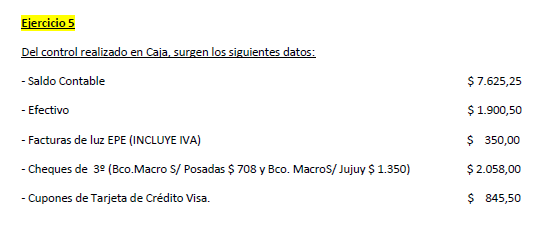 Ejercicio 5
Del control realizado en Caja, surgen los siguientes datos:
- Saldo Contable $ 7.625,25
- Efectivo $ 1.900,50
- Facturas de luz EPE (INCLUYE IVA) $ 350,00
- Cheques de 3º (Bco.Macro S/ Posadas $ 708 y Bco. MacroS/ Jujuy $ 1.350) $ 2.058,00
- Cupones de Tarjeta de Crédito Visa. $ 845,50